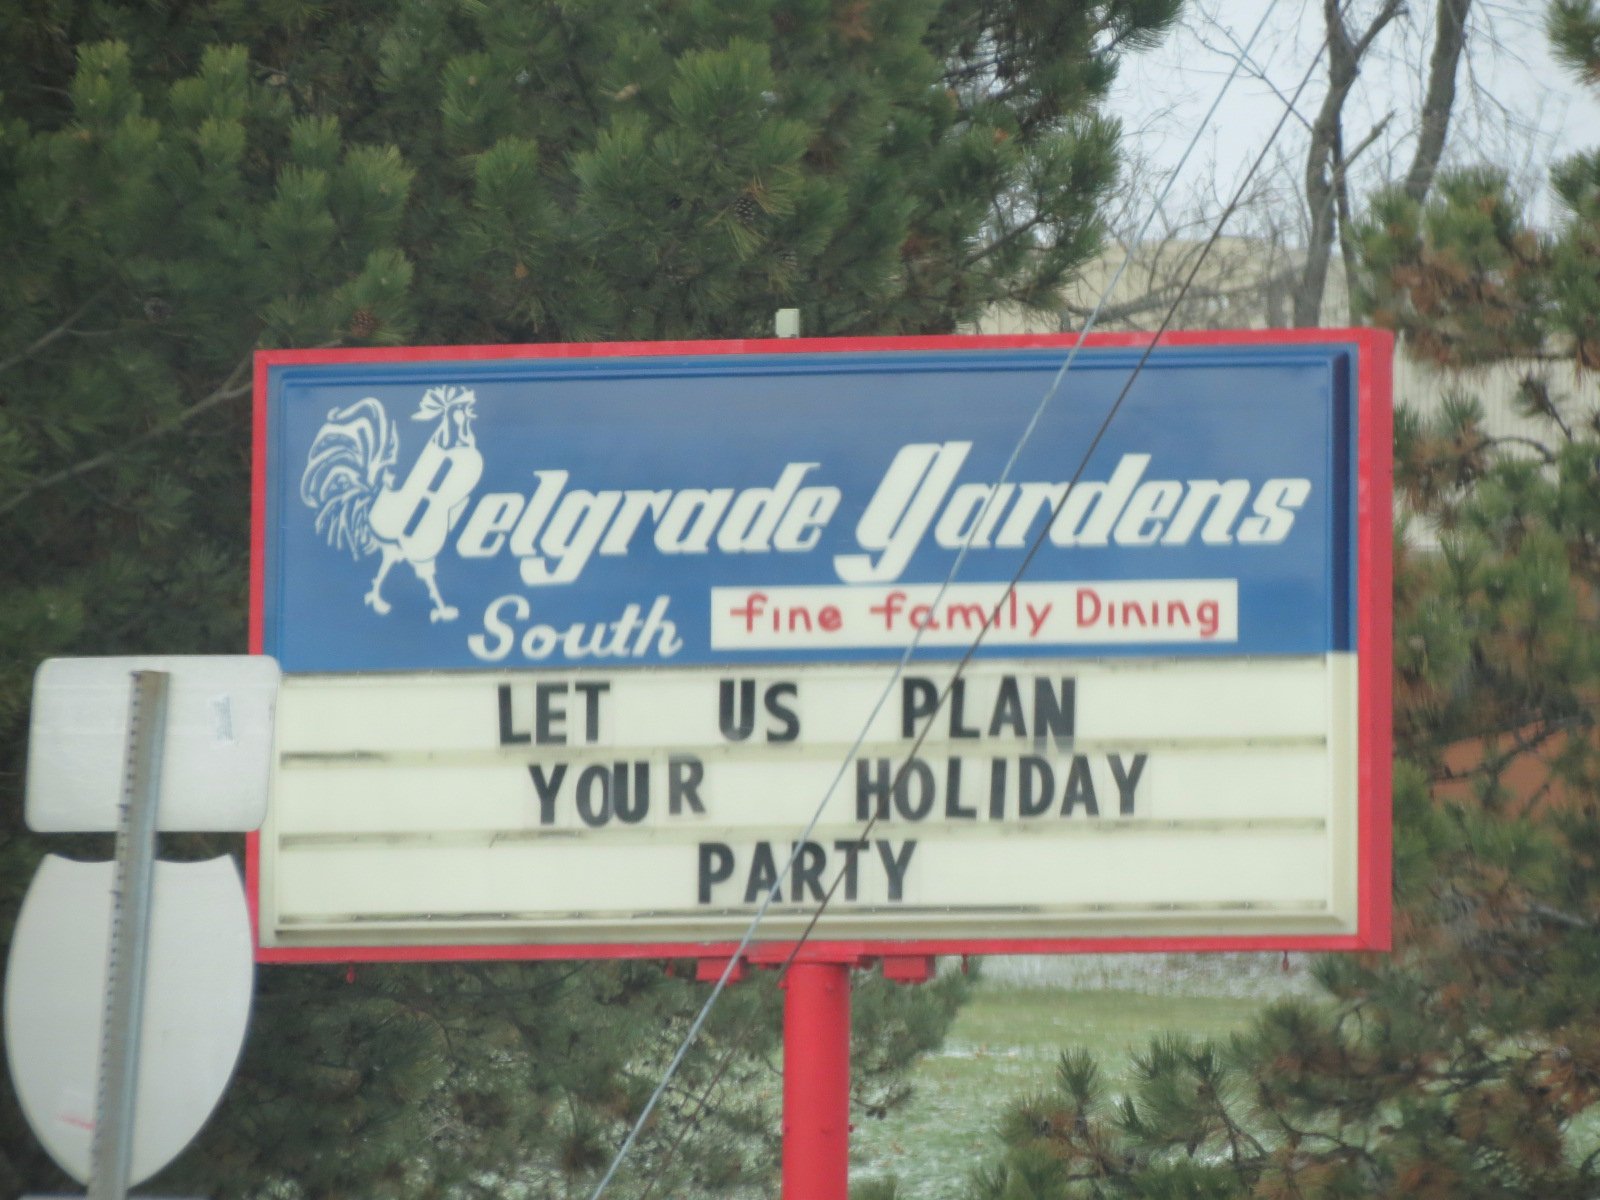 Belgrade Gardens
South fine family Dining
LET US PLAN
YOUR HOLIDAY
PARTY